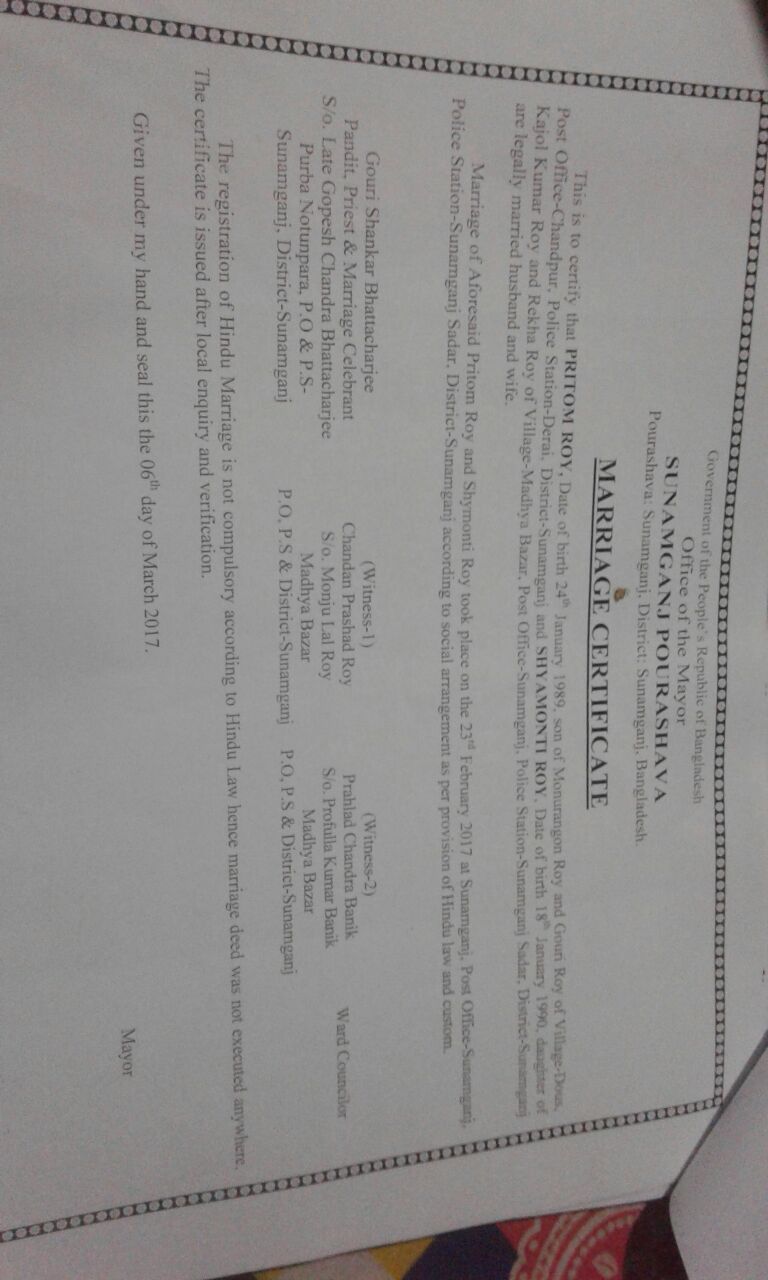 Government of the People's Republic of Bangladesh
Office of the Mayor
SUNAMGANJ POURASHAVA
Pourashava: Sunamganj, District: Sunamganj, Bangladesh.
MARRIAGE CERTIFICATE
This is to certify that PRITOM ROY, Date of birth 24th January 1989, son of Monurangon Roy and Gouri Roy of Village-Dous,
Post Office-Chandpur, Police Station-Derai, District-Sunamganj and SHYAMONTI ROY, Date of birth 18th January 1990, daughter of
Kajol Kumar Roy and Rekha Roy of Village-Madhya Bazar, Post Office-Sunamganj, Police Station-Sunamganj Sadar, District-Sunamganj
are legally married husband and wife.
Marriage of Aforesaid Pritom Roy and Shymonti Roy took place on the 23rd February 2017 at Sunamganj, Post Office-Sunamganj,
Police Station-Sunamganj Sadar, District-Sunamganj according to social arrangement as per provision of Hindu law and custom.
Gouri Shankar Bhattacharjee
Pandit, Priest & Marriage Celebrant
S/o. Late Gopesh Chandra Bhattacharjee
Purba Notunpara, P.O & P.S-
Sunamganj, District-Sunamganj
(Witness-1)
Chandan Prashad Roy
S/o. Monju Lal Roy
Madhya Bazar
P.O, P.S & District-Sunamganj
(Witness-2)
Prahlad Chandra Banik
S/o. Profulla Kumar Banik
Madhya Bazar
P.O, P.S & District-Sunamganj
Ward Councilor
The registration of Hindu Marriage is not compulsory according to Hindu Law hence marriage deed was not executed anywhere.
The certificate is issued after local enquiry and verification.
Given under my hand and seal this the 06th day of March 2017.
Mayor